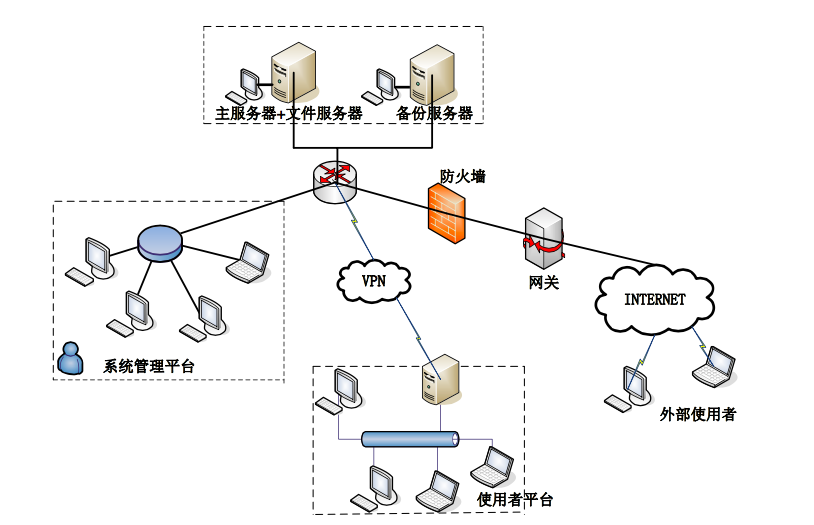 主服务器+文件服务器
备份服务器
防火墙
VPN
网关
INTERNET
系统管理平台
外部使用者
使用者平台